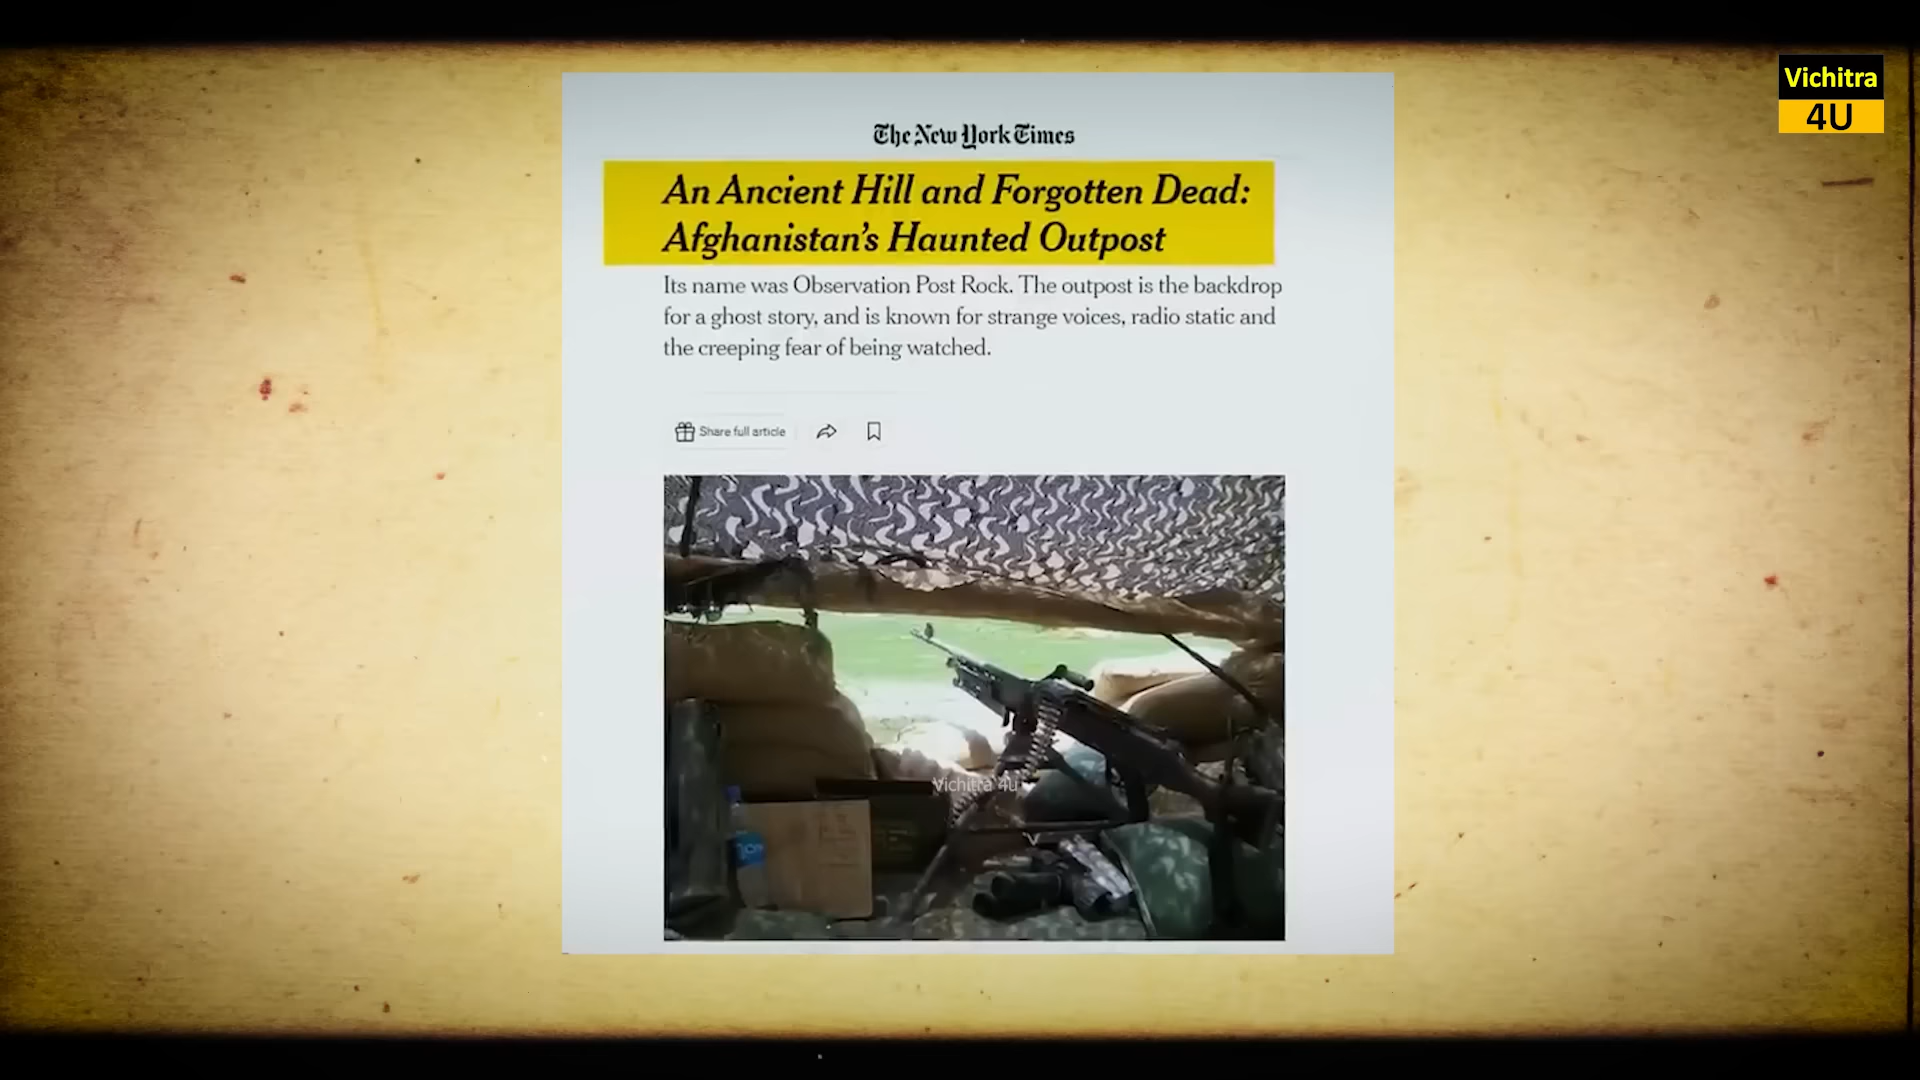 Vichitra
4U
The New York Times
An Ancient Hill and Forgotten Dead:
Afghanistan's Haunted Outpost
Its name was Observation Post Rock. The outpost is the backdrop
for a ghost story, and is known for strange voices, radio static and
the creeping fear of being watched.
Share full article
Vichitra 4u